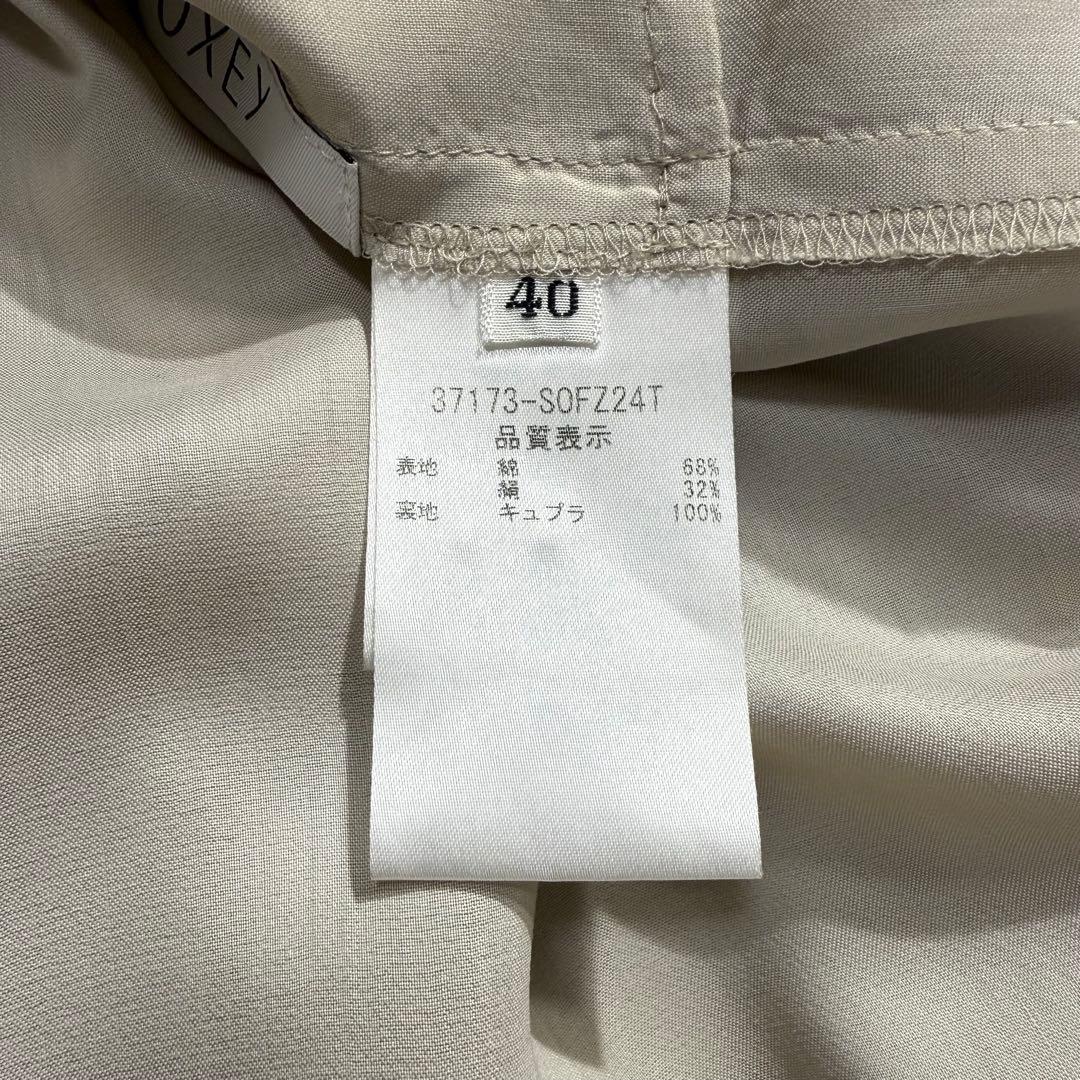 OXEY
40
37173-SOFZ24T
品質表示
表地 綿 68%
絹 32%
裏地 キュプラ 100%